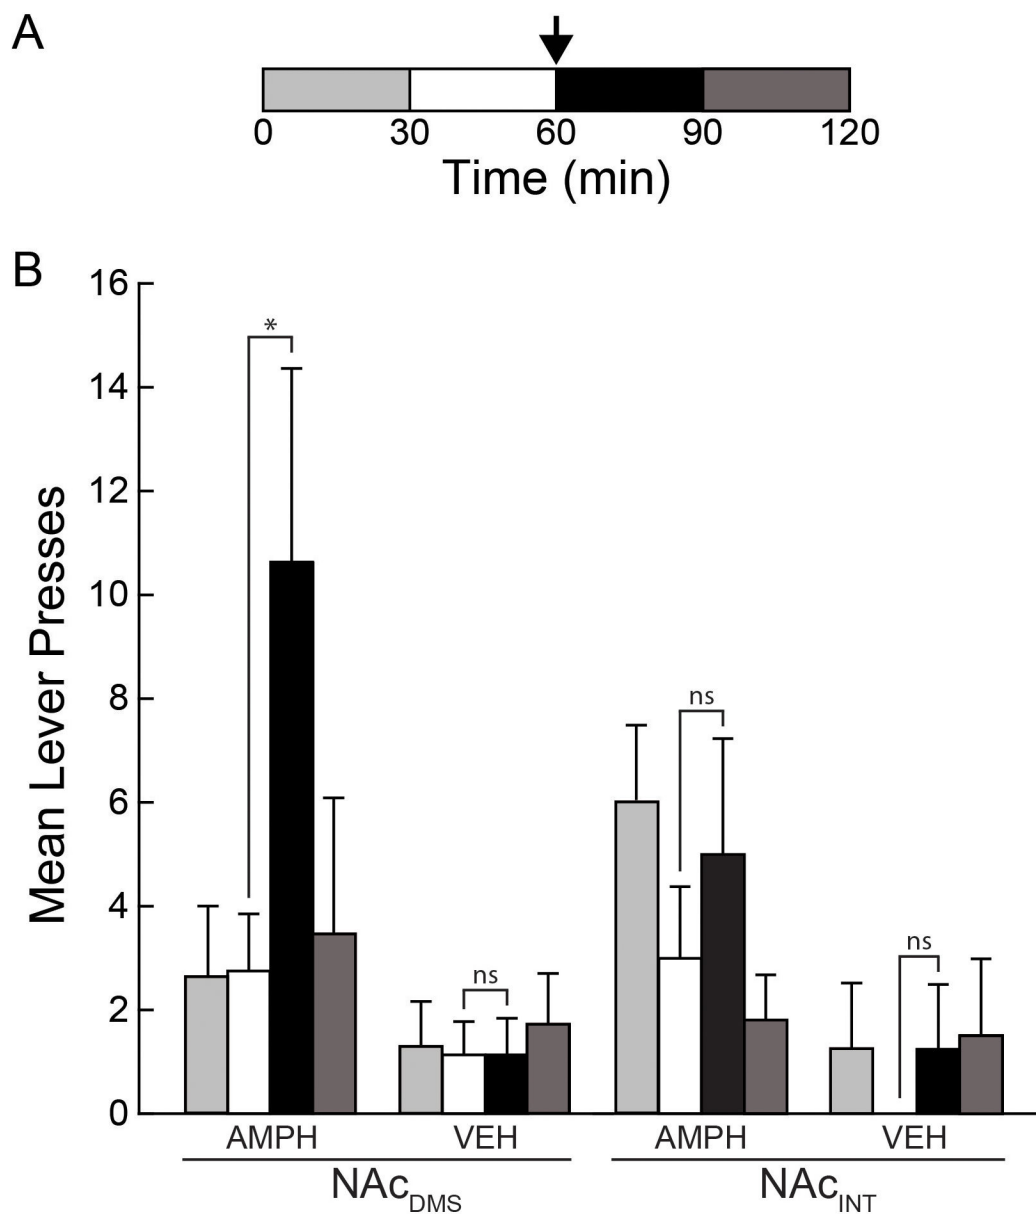 A
0 30 60 90 120
Time (min)
B
16
14
12
10
8
6
4
2
0
Mean Lever Presses
*
ns
ns
ns
AMPH VEH AMPH VEH
NAcDMS NAcINT